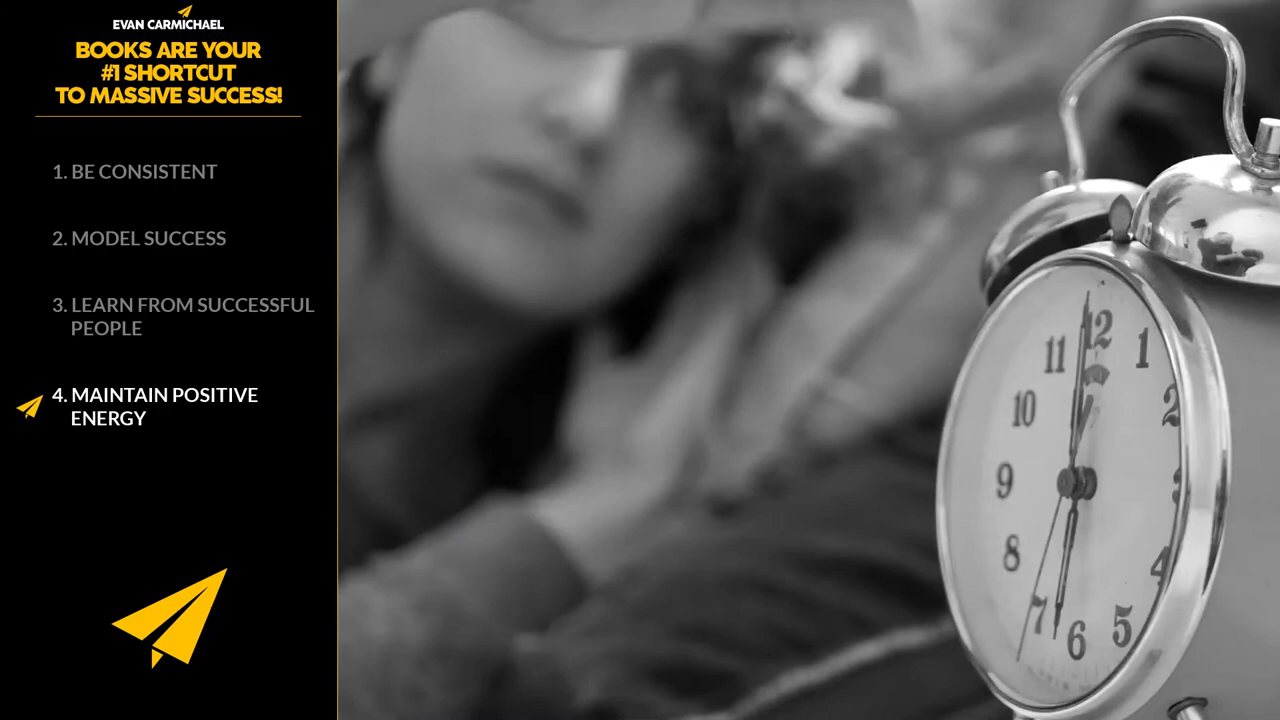 EVAN CARMICHAEL
BOOKS ARE YOUR
#1 SHORTCUT
TO MASSIVE SUCCESS!
1. BE CONSISTENT
2. MODEL SUCCESS
3. LEARN FROM SUCCESSFUL
PEOPLE
4. MAINTAIN POSITIVE
ENERGY
12
11
1
10
2
9
3
8
4
7
5
6